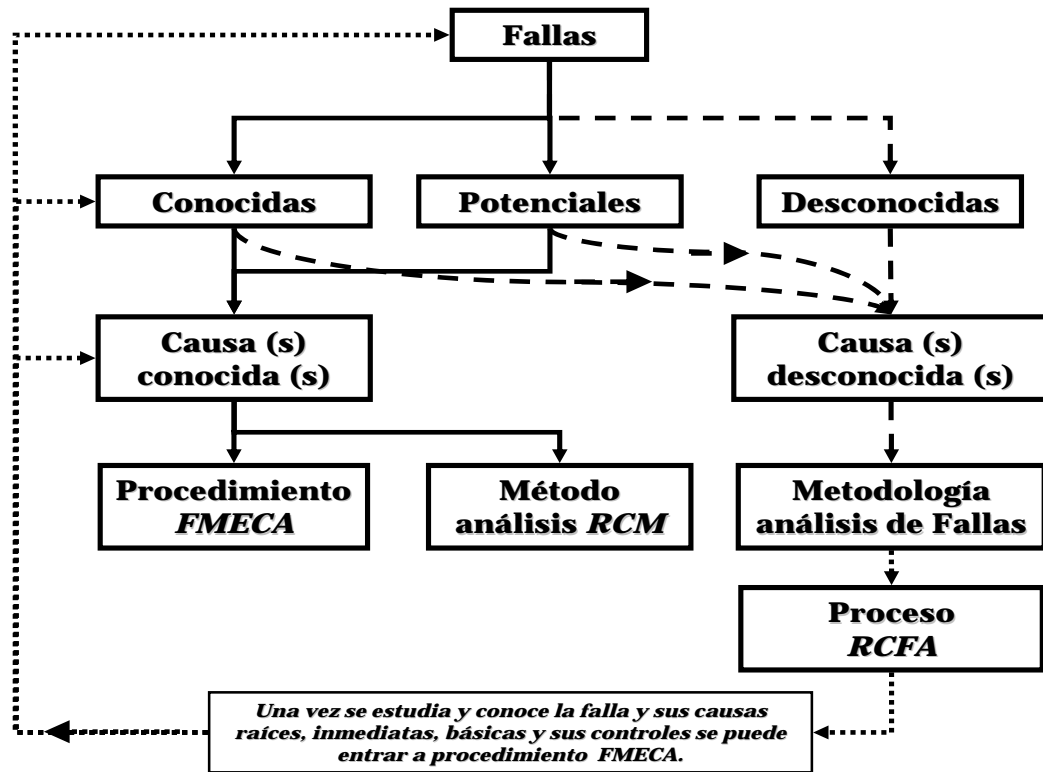 Fallas
Conocidas
Potenciales
Desconocidas
Causa (s)
conocida (s)
Causa (s)
desconocida (s)
Procedimiento
FMECA
Método
análisis RCM
Metodología
análisis de Fallas
Proceso
RCFA
Una vez se estudia y conoce la falla y sus causas
raíces, inmediatas, básicas y sus controles se puede
entrar a procedimiento FMECA.